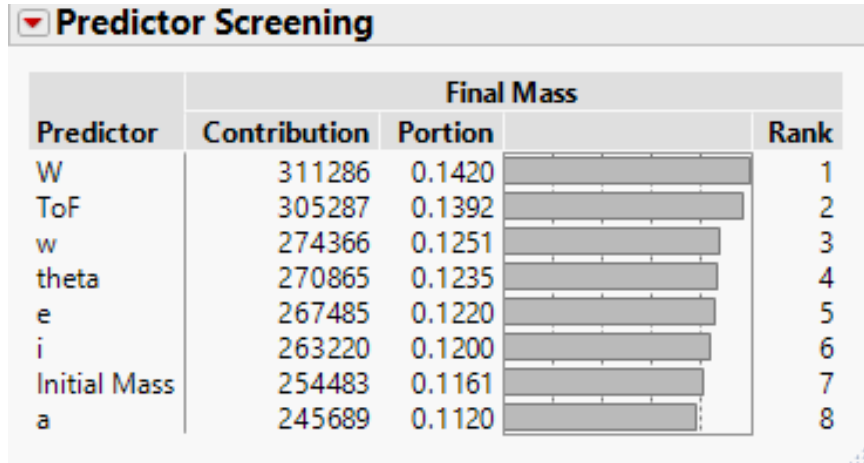 Predictor Screening
Final Mass
Predictor Contribution Portion Rank
W 311286 0.1420 1
ToF 305287 0.1392 2
w 274366 0.1251 3
theta 270865 0.1235 4
e 267485 0.1220 5
i 263220 0.1200 6
Initial Mass 254483 0.1161 7
a 245689 0.1120 8